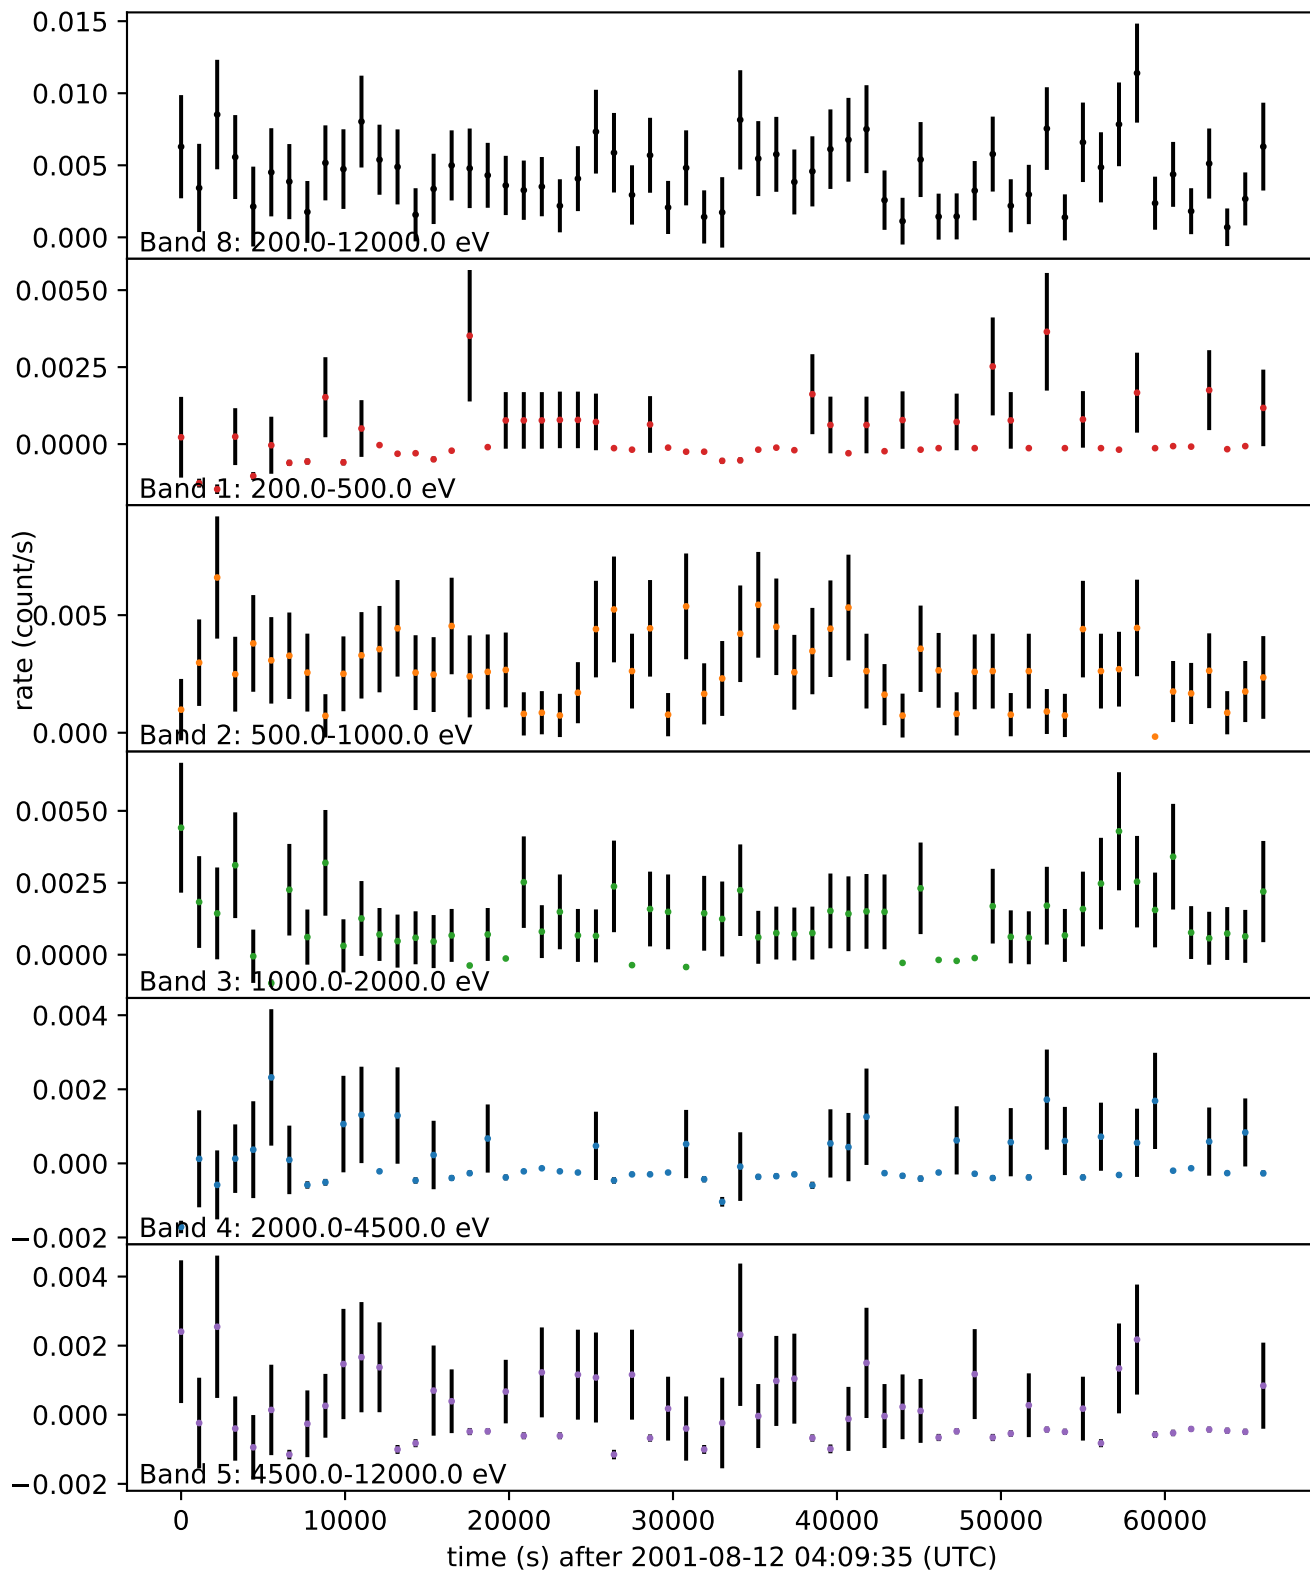 0.015
0.010
0.005
0.000
Band 8: 200.0-12000.0 eV
0.0050
0.0025
0.0000
Band 1: 200.0-500.0 eV
rate (count/s)
0.005
0.000
Band 2: 500.0-1000.0 eV
0.0050
0.0025
0.0000
Band 3: 1000.0-2000.0 eV
0.004
0.002
0.000
−0.002
Band 4: 2000.0-4500.0 eV
0.004
0.002
0.000
−0.002
Band 5: 4500.0-12000.0 eV
0 10000 20000 30000 40000 50000 60000
time (s) after 2001-08-12 04:09:35 (UTC)